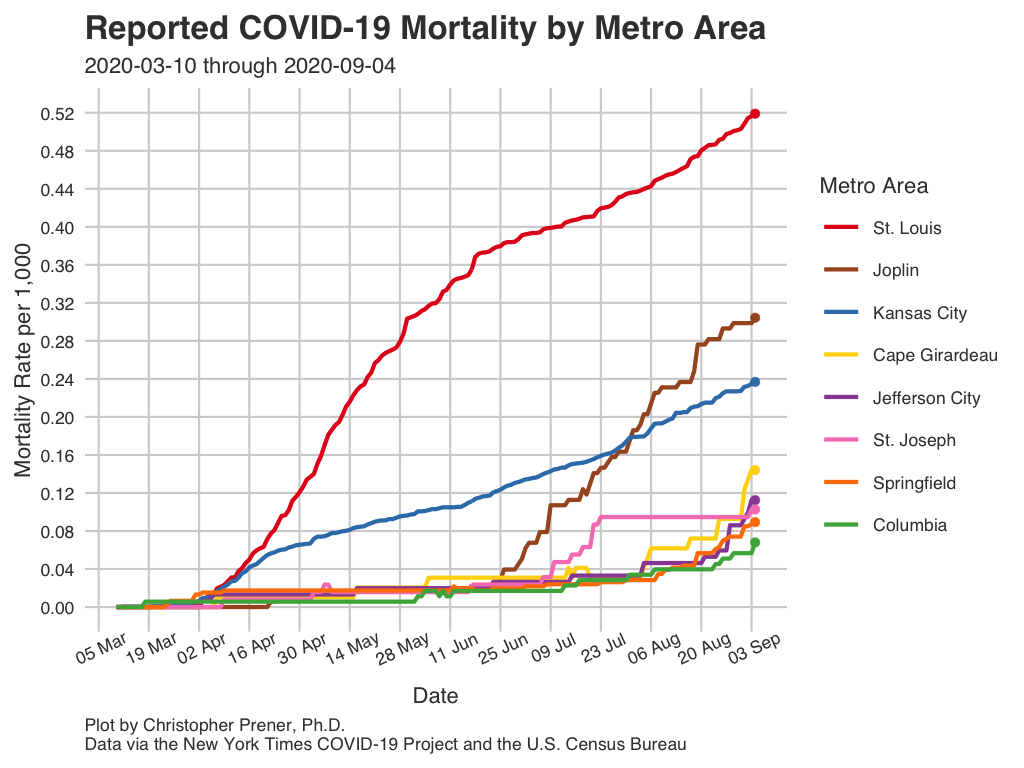 Reported COVID-19 Mortality by Metro Area
2020-03-10 through 2020-09-04
Mortality Rate per 1,000
0.52
0.48
0.44
0.40
0.36
0.32
0.28
0.24
0.20
0.16
0.12
0.08
0.04
0.00
05 Mar
19 Mar
02 Apr
16 Apr
30 Apr
14 May
28 May
11 Jun
25 Jun
09 Jul
23 Jul
06 Aug
20 Aug
03 Sep
Date
Metro Area
St. Louis
Joplin
Kansas City
Cape Girardeau
Jefferson City
St. Joseph
Springfield
Columbia
Plot by Christopher Prener, Ph.D.
Data via the New York Times COVID-19 Project and the U.S. Census Bureau